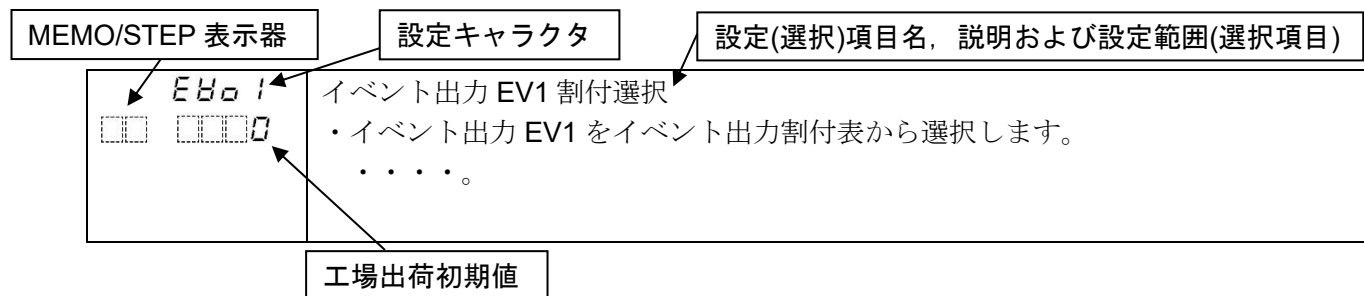 MEMO/STEP 表示器
設定キャラクタ
設定(選択)項目名，説明および設定範囲(選択項目)
EVo1
イベント出力 EV1 割付選択
0
・イベント出力 EV1 をイベント出力割付表から選択します。
・・・・。
工場出荷初期値